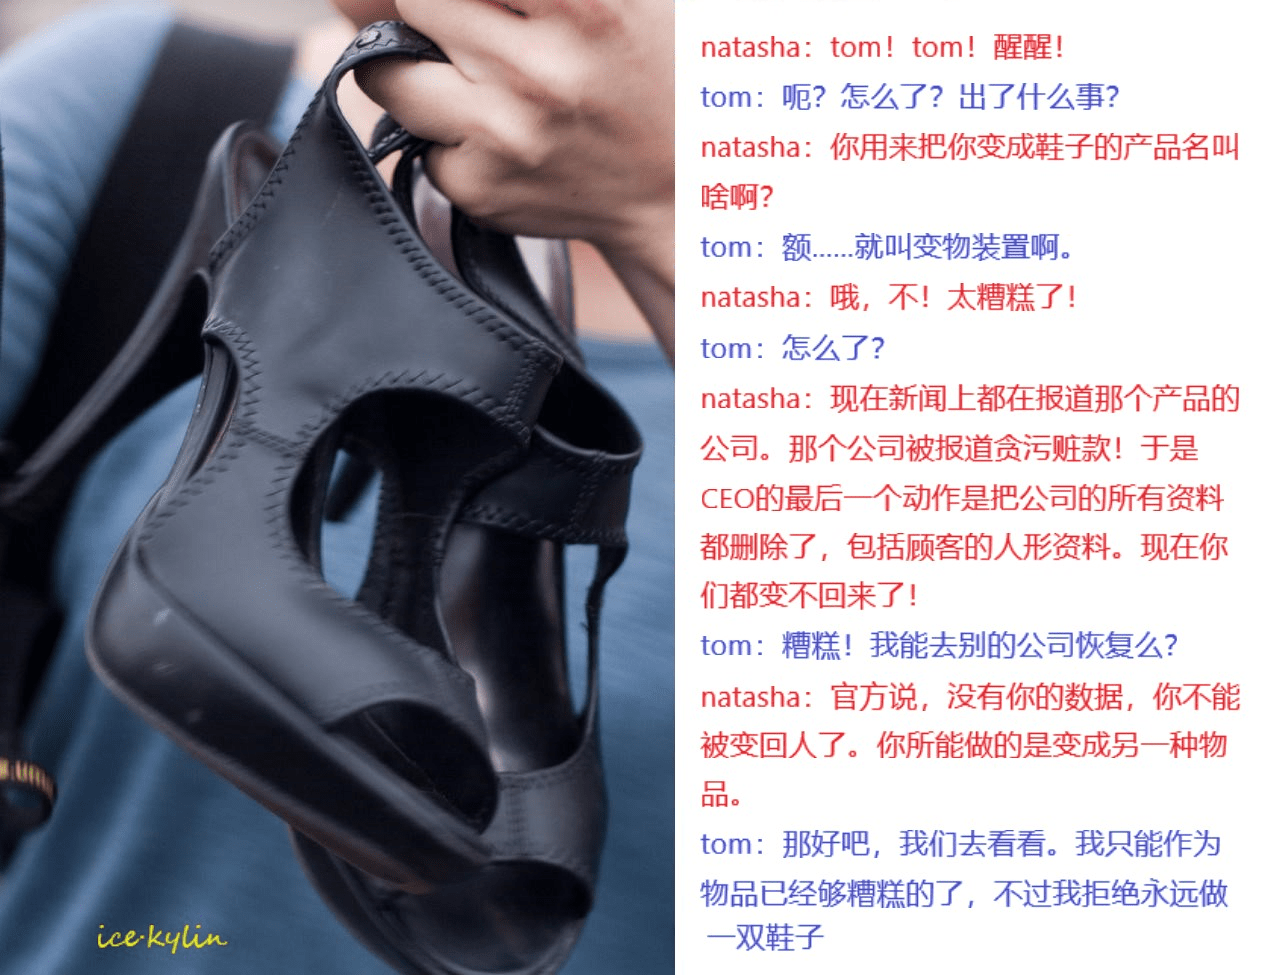 natasha：tom！tom！醒醒！
tom：呃？怎么了？出了什么事？
natasha：你用来把你变成鞋子的产品名叫
啥啊？
tom：额......就叫变物装置啊。
natasha：哦，不！太糟糕了！
tom：怎么了？
natasha：现在新闻上都在报道那个产品的
公司。那个公司被报道贪污赃款！于是
CEO的最后一个动作是把公司的所有资料
都删除了，包括顾客的人形资料。现在你
们都变不回来了！
tom：糟糕！我能去别的公司恢复么？
natasha：官方说，没有你的数据，你不能
被变回人了。你所能做的是变成另一种物
品。
tom：那好吧，我们去看看。我只能作为
物品已经够糟糕的了，不过我拒绝永远做
一双鞋子
ice·kylin